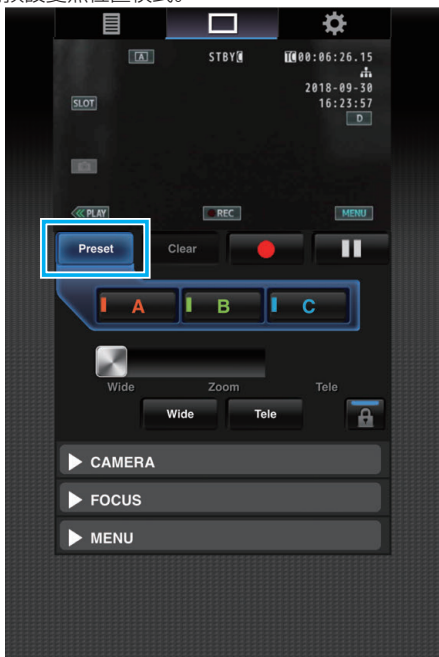 A STBY TC00:06:26.15
2018-09-30
SLOT 16:23:57
D
PLAY REC MENU
Preset Clear
A B C
Wide Zoom Tele
Wide Tele
CAMERA
FOCUS
MENU